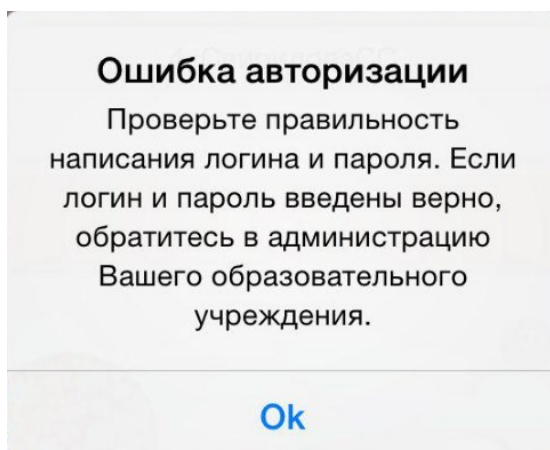 Ошибка авторизации
Проверьте правильность
написания логина и пароля. Если
логин и пароль введены верно,
обратитесь в администрацию
Вашего образовательного
учреждения.
Ok